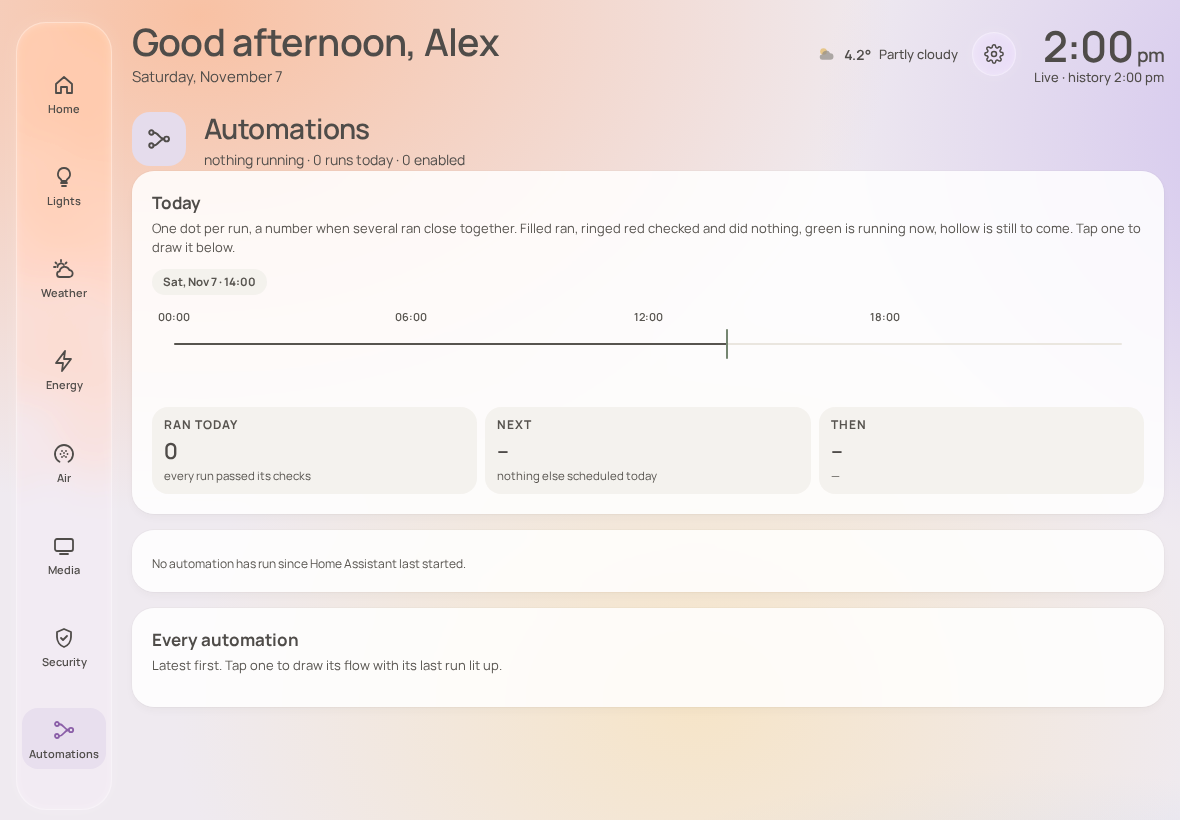 Good afternoon, Alex
Saturday, November 7
4.2° Partly cloudy
2:00 pm
Live · history 2:00 pm
Home
Lights
Weather
Energy
Air
Media
Security
Automations
Automations
nothing running · 0 runs today · 0 enabled
Today
One dot per run, a number when several ran close together. Filled ran, ringed red checked and did nothing, green is running now, hollow is still to come. Tap one to
draw it below.
Sat, Nov 7 · 14:00
00:00 06:00 12:00 18:00
RAN TODAY
0
every run passed its checks
NEXT
–
nothing else scheduled today
THEN
–
—
No automation has run since Home Assistant last started.
Every automation
Latest first. Tap one to draw its flow with its last run lit up.